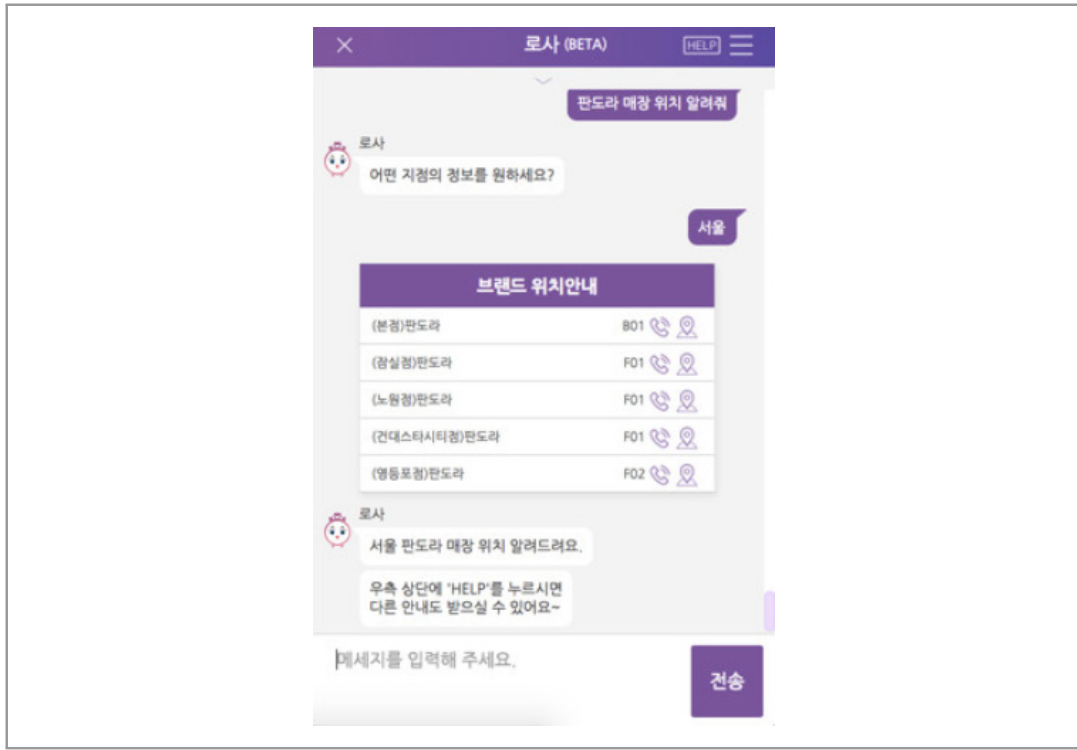 로사 (BETA)
HELP
판도라 매장 위치 알려줘
로사
어떤 지점의 정보를 원하세요?
서울
브랜드 위치안내
(본점)판도라 B01
(잠실점)판도라 F01
(노원점)판도라 F01
(건대스타시티점)판도라 F01
(영등포점)판도라 F02
로사
서울 판도라 매장 위치 알려드려요.
우측 상단에 'HELP'를 누르시면
다른 안내도 받으실 수 있어요~
메세지를 입력해 주세요.
전송